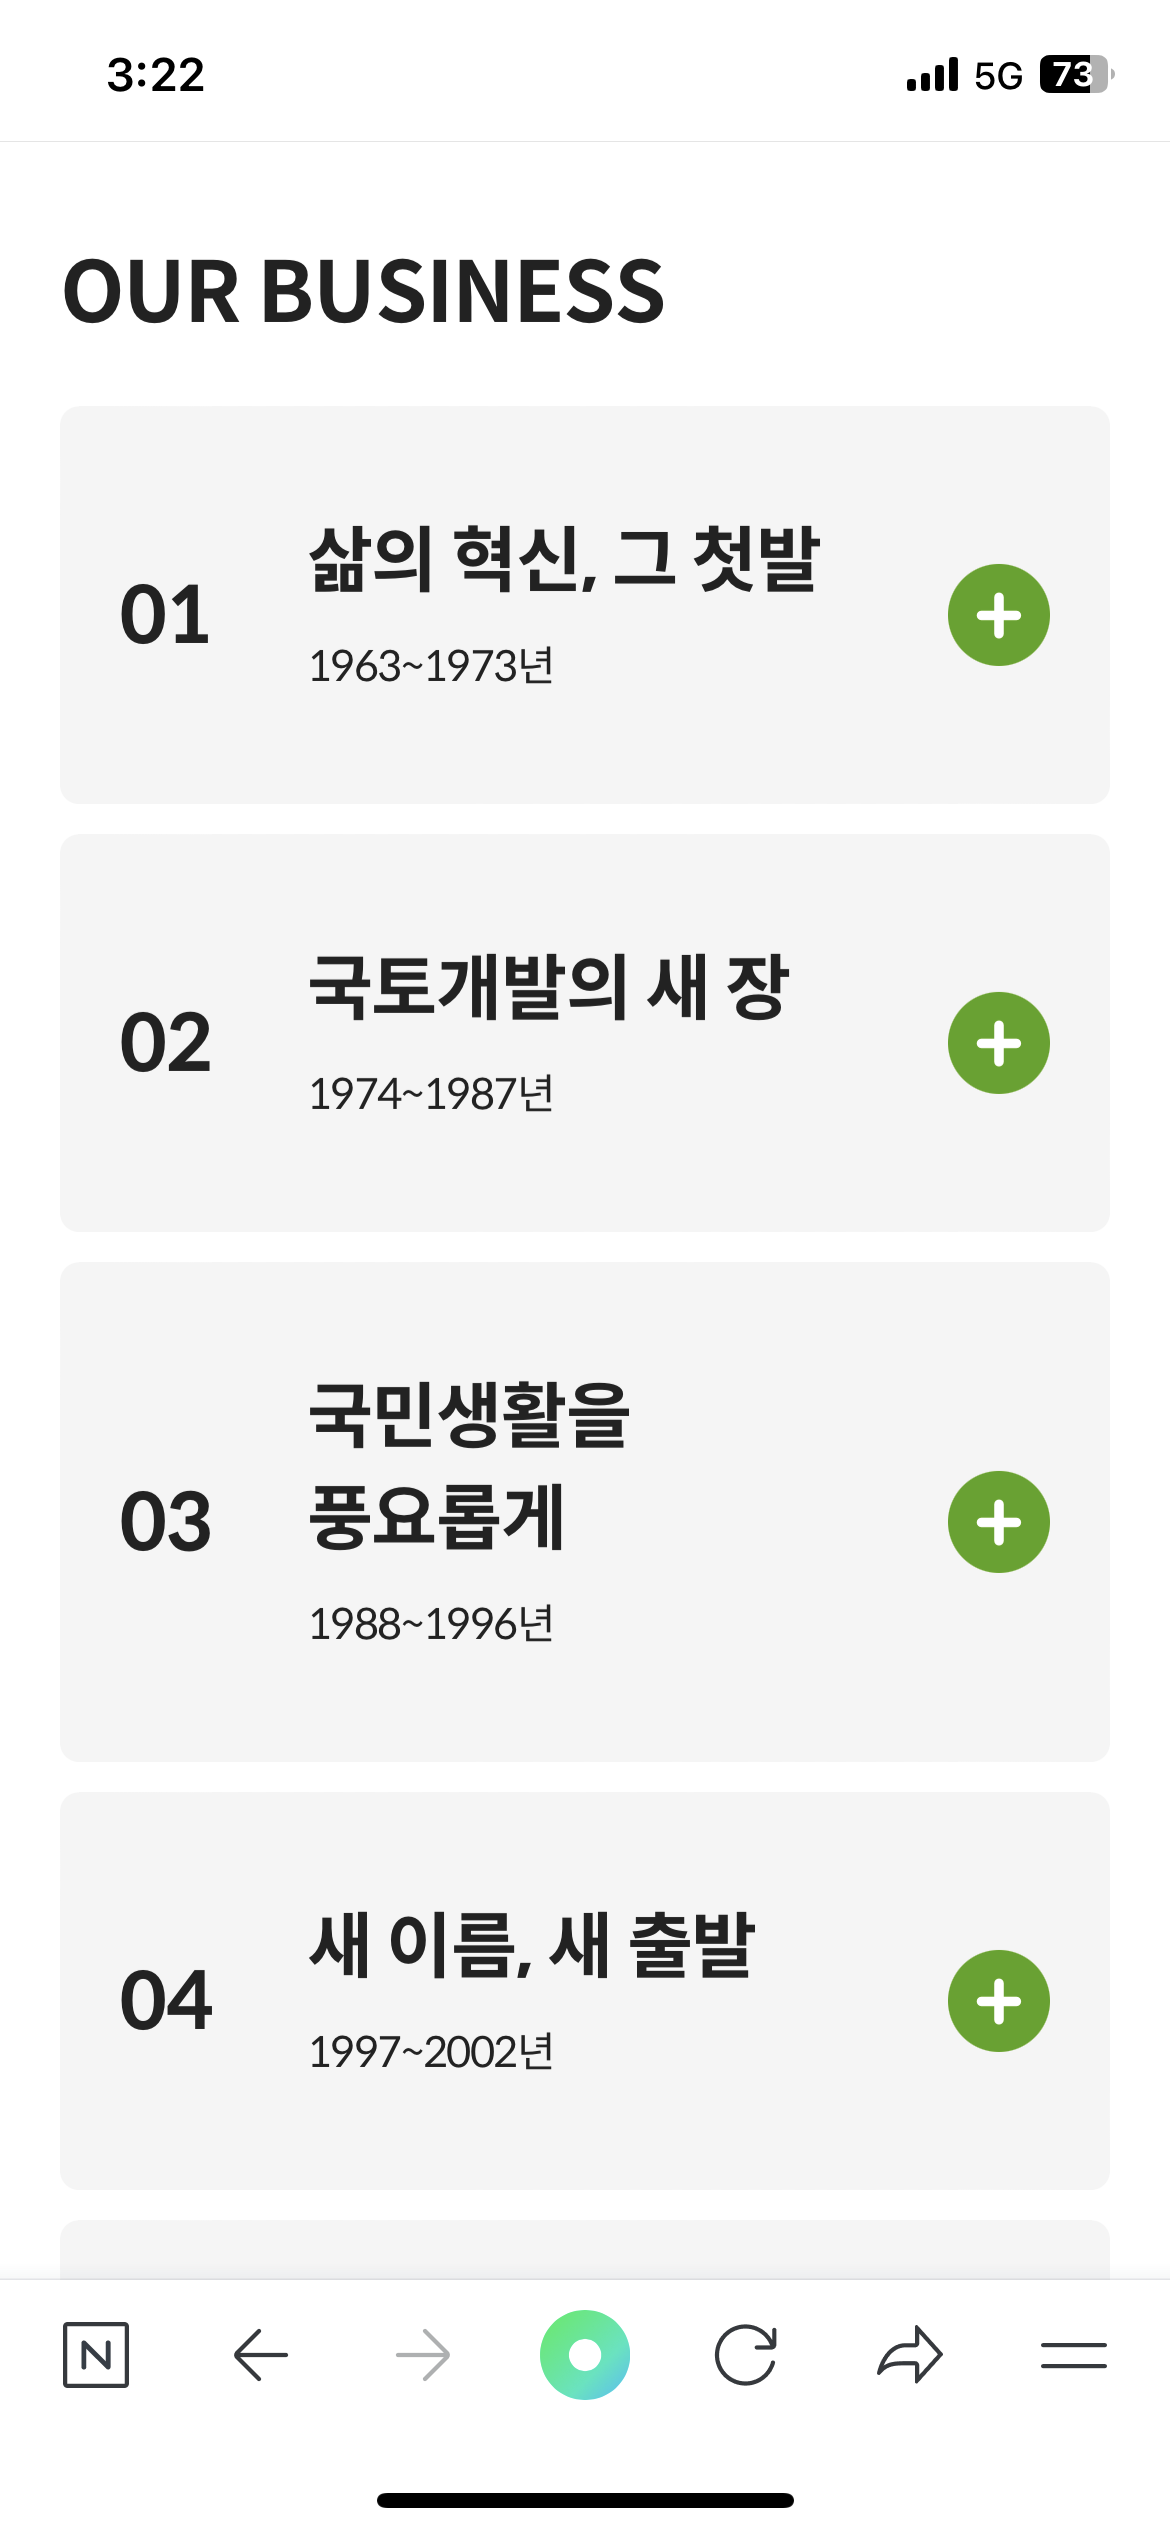 3:22
5G
73
OUR BUSINESS
01
삶의 혁신, 그 첫발
1963~1973년
02
국토개발의 새 장
1974~1987년
03
국민생활을
풍요롭게
1988~1996년
04
새 이름, 새 출발
1997~2002년
N